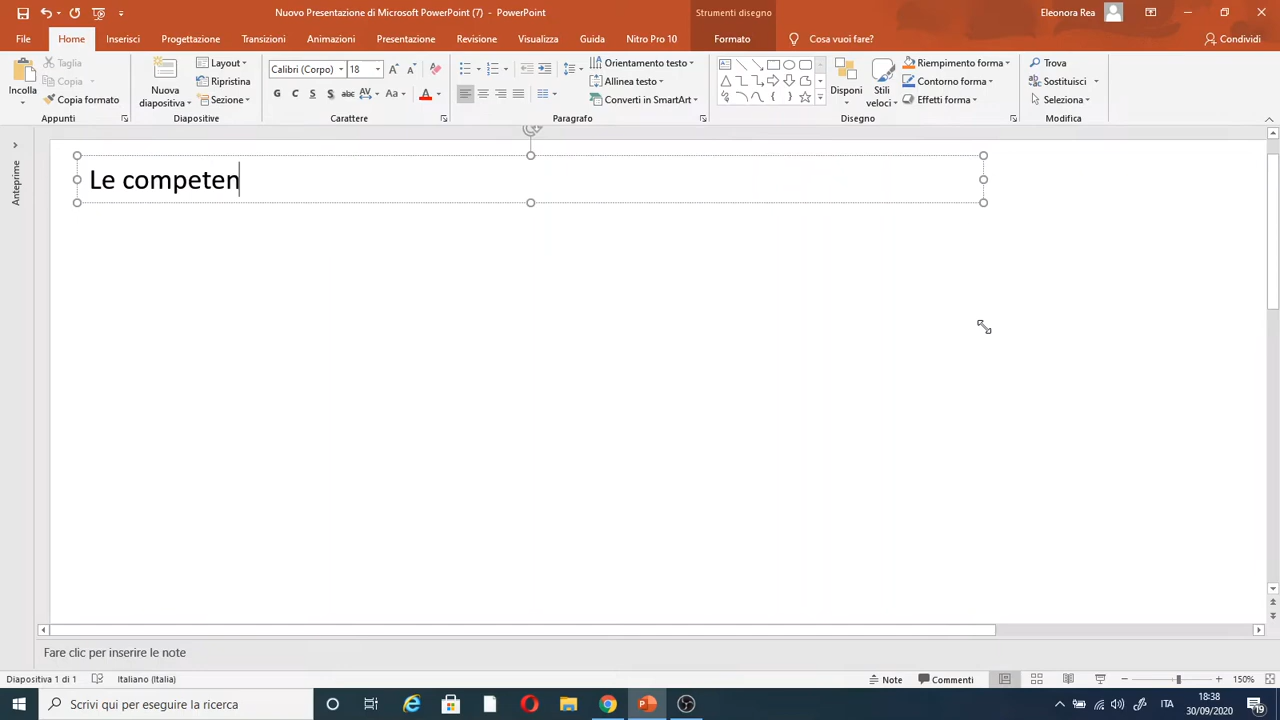 Nuovo Presentazione di Microsoft PowerPoint (7) - PowerPoint
Strumenti disegno
Eleonora Rea
File Home Inserisci Progettazione Transizioni Animazioni Presentazione Revisione Visualizza Guida Nitro Pro 10 Formato Cosa vuoi fare? Condividi
Incolla
Taglia
Copia
Copia formato
Appunti
Nuova
diapositiva
Layout
Ripristina
Sezione
Diapositive
Calibri (Corpo) 18
G C S S abc AV Aa A
Carattere
Orientamento testo
Allinea testo
Converti in SmartArt
Paragrafo
Disponi
Stili
veloci
Riempimento forma
Contorno forma
Effetti forma
Disegno
Trova
Sostituisci
Seleziona
Modifica
Anteprime
Le competen
Fare clic per inserire le note
Diapositiva 1 di 1 Italiano (Italia) Note Commenti 150%
Scrivi qui per eseguire la ricerca
ITA
18:38
30/09/2020
19